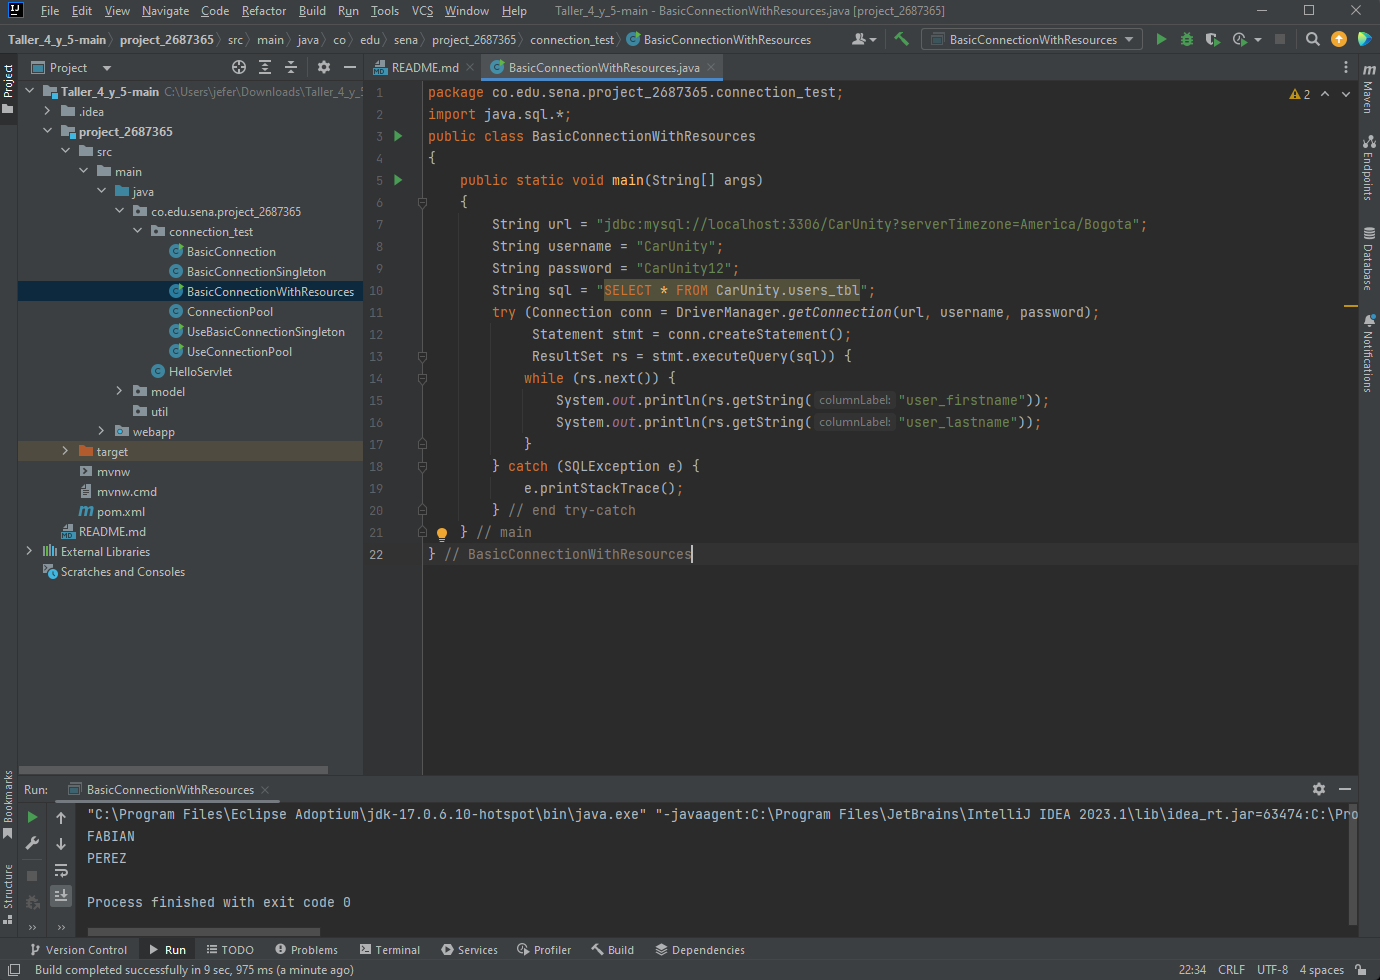 File Edit View Navigate Code Refactor Build Run Tools VCS Window Help Taller_4_y_5-main - BasicConnectionWithResources.java [project_2687365]
Taller_4_y_5-main project_2687365 src main java co edu sena project_2687365 connection_test BasicConnectionWithResources BasicConnectionWithResources
Project
Project
README.md
BasicConnectionWithResources.java
Taller_4_y_5-main C:\Users\jefer\Downloads\Taller_4_y_5
.idea
project_2687365
src
main
java
co.edu.sena.project_2687365
connection_test
BasicConnection
BasicConnectionSingleton
BasicConnectionWithResources
ConnectionPool
UseBasicConnectionSingleton
UseConnectionPool
HelloServlet
model
util
webapp
target
mvnw
mvnw.cmd
pom.xml
README.md
External Libraries
Scratches and Consoles
1 package co.edu.sena.project_2687365.connection_test;
2 import java.sql.*;
3 public class BasicConnectionWithResources
4 {
5 public static void main(String[] args)
6 {
7 String url = "jdbc:mysql://localhost:3306/CarUnity?serverTimezone=America/Bogota";
8 String username = "CarUnity";
9 String password = "CarUnity12";
10 String sql = "SELECT * FROM CarUnity.users_tbl";
11 try (Connection conn = DriverManager.getConnection(url, username, password);
12 Statement stmt = conn.createStatement();
13 ResultSet rs = stmt.executeQuery(sql)) {
14 while (rs.next()) {
15 System.out.println(rs.getString( columnLabel: "user_firstname"));
16 System.out.println(rs.getString( columnLabel: "user_lastname"));
17 }
18 } catch (SQLException e) {
19 e.printStackTrace();
20 } // end try-catch
21 } // main
22 } // BasicConnectionWithResources
2
m
Maven
Endpoints
Database
Notifications
Bookmarks
Structure
Run: BasicConnectionWithResources
"C:\Program Files\Eclipse Adoptium\jdk-17.0.6.10-hotspot\bin\java.exe" "-javaagent:C:\Program Files\JetBrains\IntelliJ IDEA 2023.1\lib\idea_rt.jar=63474:C:\Pro
FABIAN
PEREZ
Process finished with exit code 0
Version Control Run TODO Problems Terminal Services Profiler Build Dependencies
Build completed successfully in 9 sec, 975 ms (a minute ago) 22:34 CRLF UTF-8 4 spaces